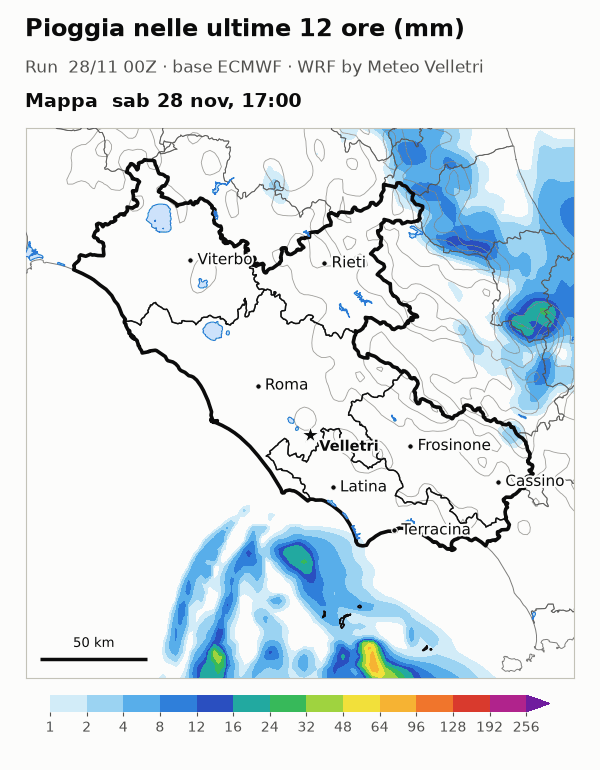 Pioggia nelle ultime 12 ore (mm)
Run 28/11 00Z · base ECMWF · WRF by Meteo Velletri
Mappa sab 28 nov, 17:00
Viterbo
Rieti
Roma
Velletri
Frosinone
Latina
Cassino
Terracina
50 km
1 2 4 8 12 16 24 32 48 64 96 128 192 256